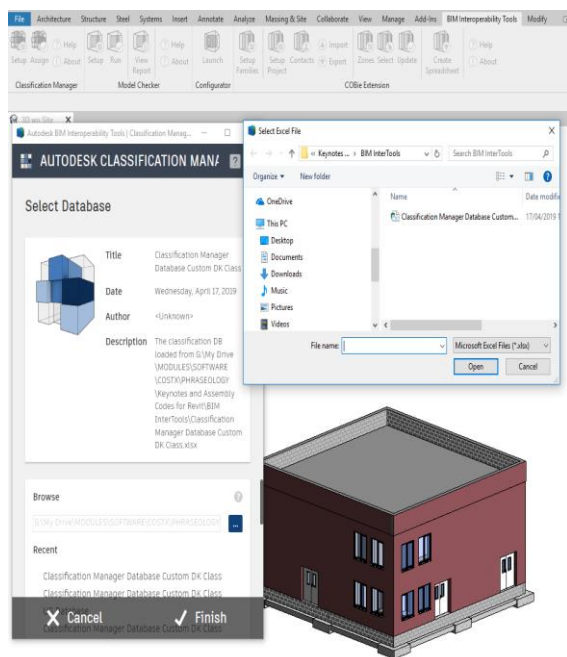 File Architecture Structure Steel Systems Insert Annotate Analyze Massing & Site Collaborate View Manage Add-Ins BIM Interoperability Tools Modify
Help
Help
Import
Help
Setup Assign About Setup Run View Report About Launch Setup Families Setup Project Contacts Export Zones Select Update Create Spreadsheet About
Classification Manager Model Checker Configurator COBie Extension
Autodesk BIM Interoperability Tools | Classification Manag...
AUTODESK CLASSIFICATION MAN
?
Select Database
Title Classification Manager
Database Custom DK Class
Date Wednesday, April 17, 2019
Author <Unknown>
Description The classification DB
loaded from G:\My Drive
\MODULES\SOFTWARE
\COSTX\PHRASEOLOGY
\Keynotes and Assembly
Codes for Revit\BIM
InterTools\Classification
Manager Database Custom
DK Class.xlsx
Browse
G:\My Drive\MODULES\SOFTWARE\COSTX\PHRASEOLOGY
...
Recent
Classification Manager Database Custom DK Class
Classification Manager Database Custom DK Class
Cancel Finish
Select Excel File
« Keynotes ... > BIM InterTools
Search BIM InterTools
Organize New folder
OneDrive
This PC
Desktop
Documents
Downloads
Music
Pictures
Videos
Name Date modifie
Classification Manager Database Custom... 17/04/2019
File name:
Microsoft Excel Files (*.xlsx)
Open Cancel